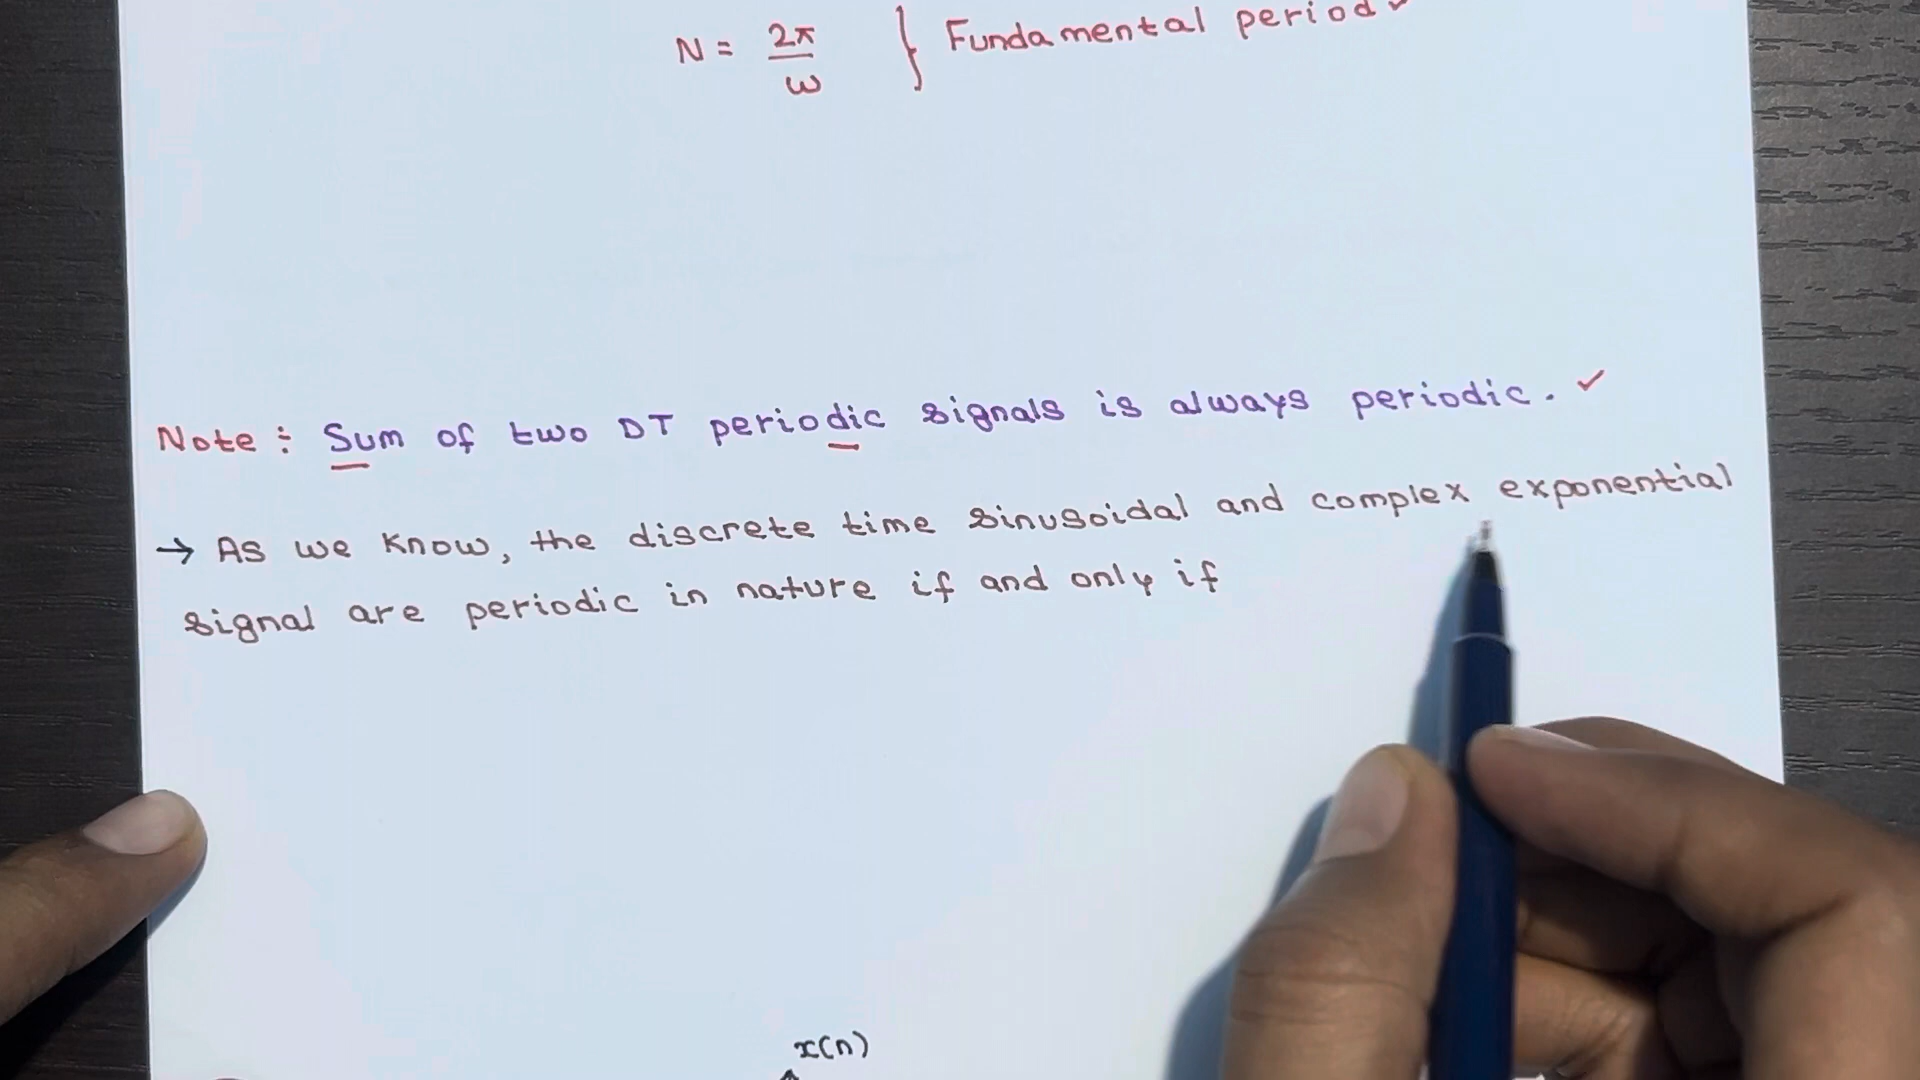 N = 2π/ω } Fundamental period ✓
Note : Sum of two DT periodic signals is always periodic. ✓
→ As we know, the discrete time sinusoidal and complex exponential
signal are periodic in nature if and only if
x(n)